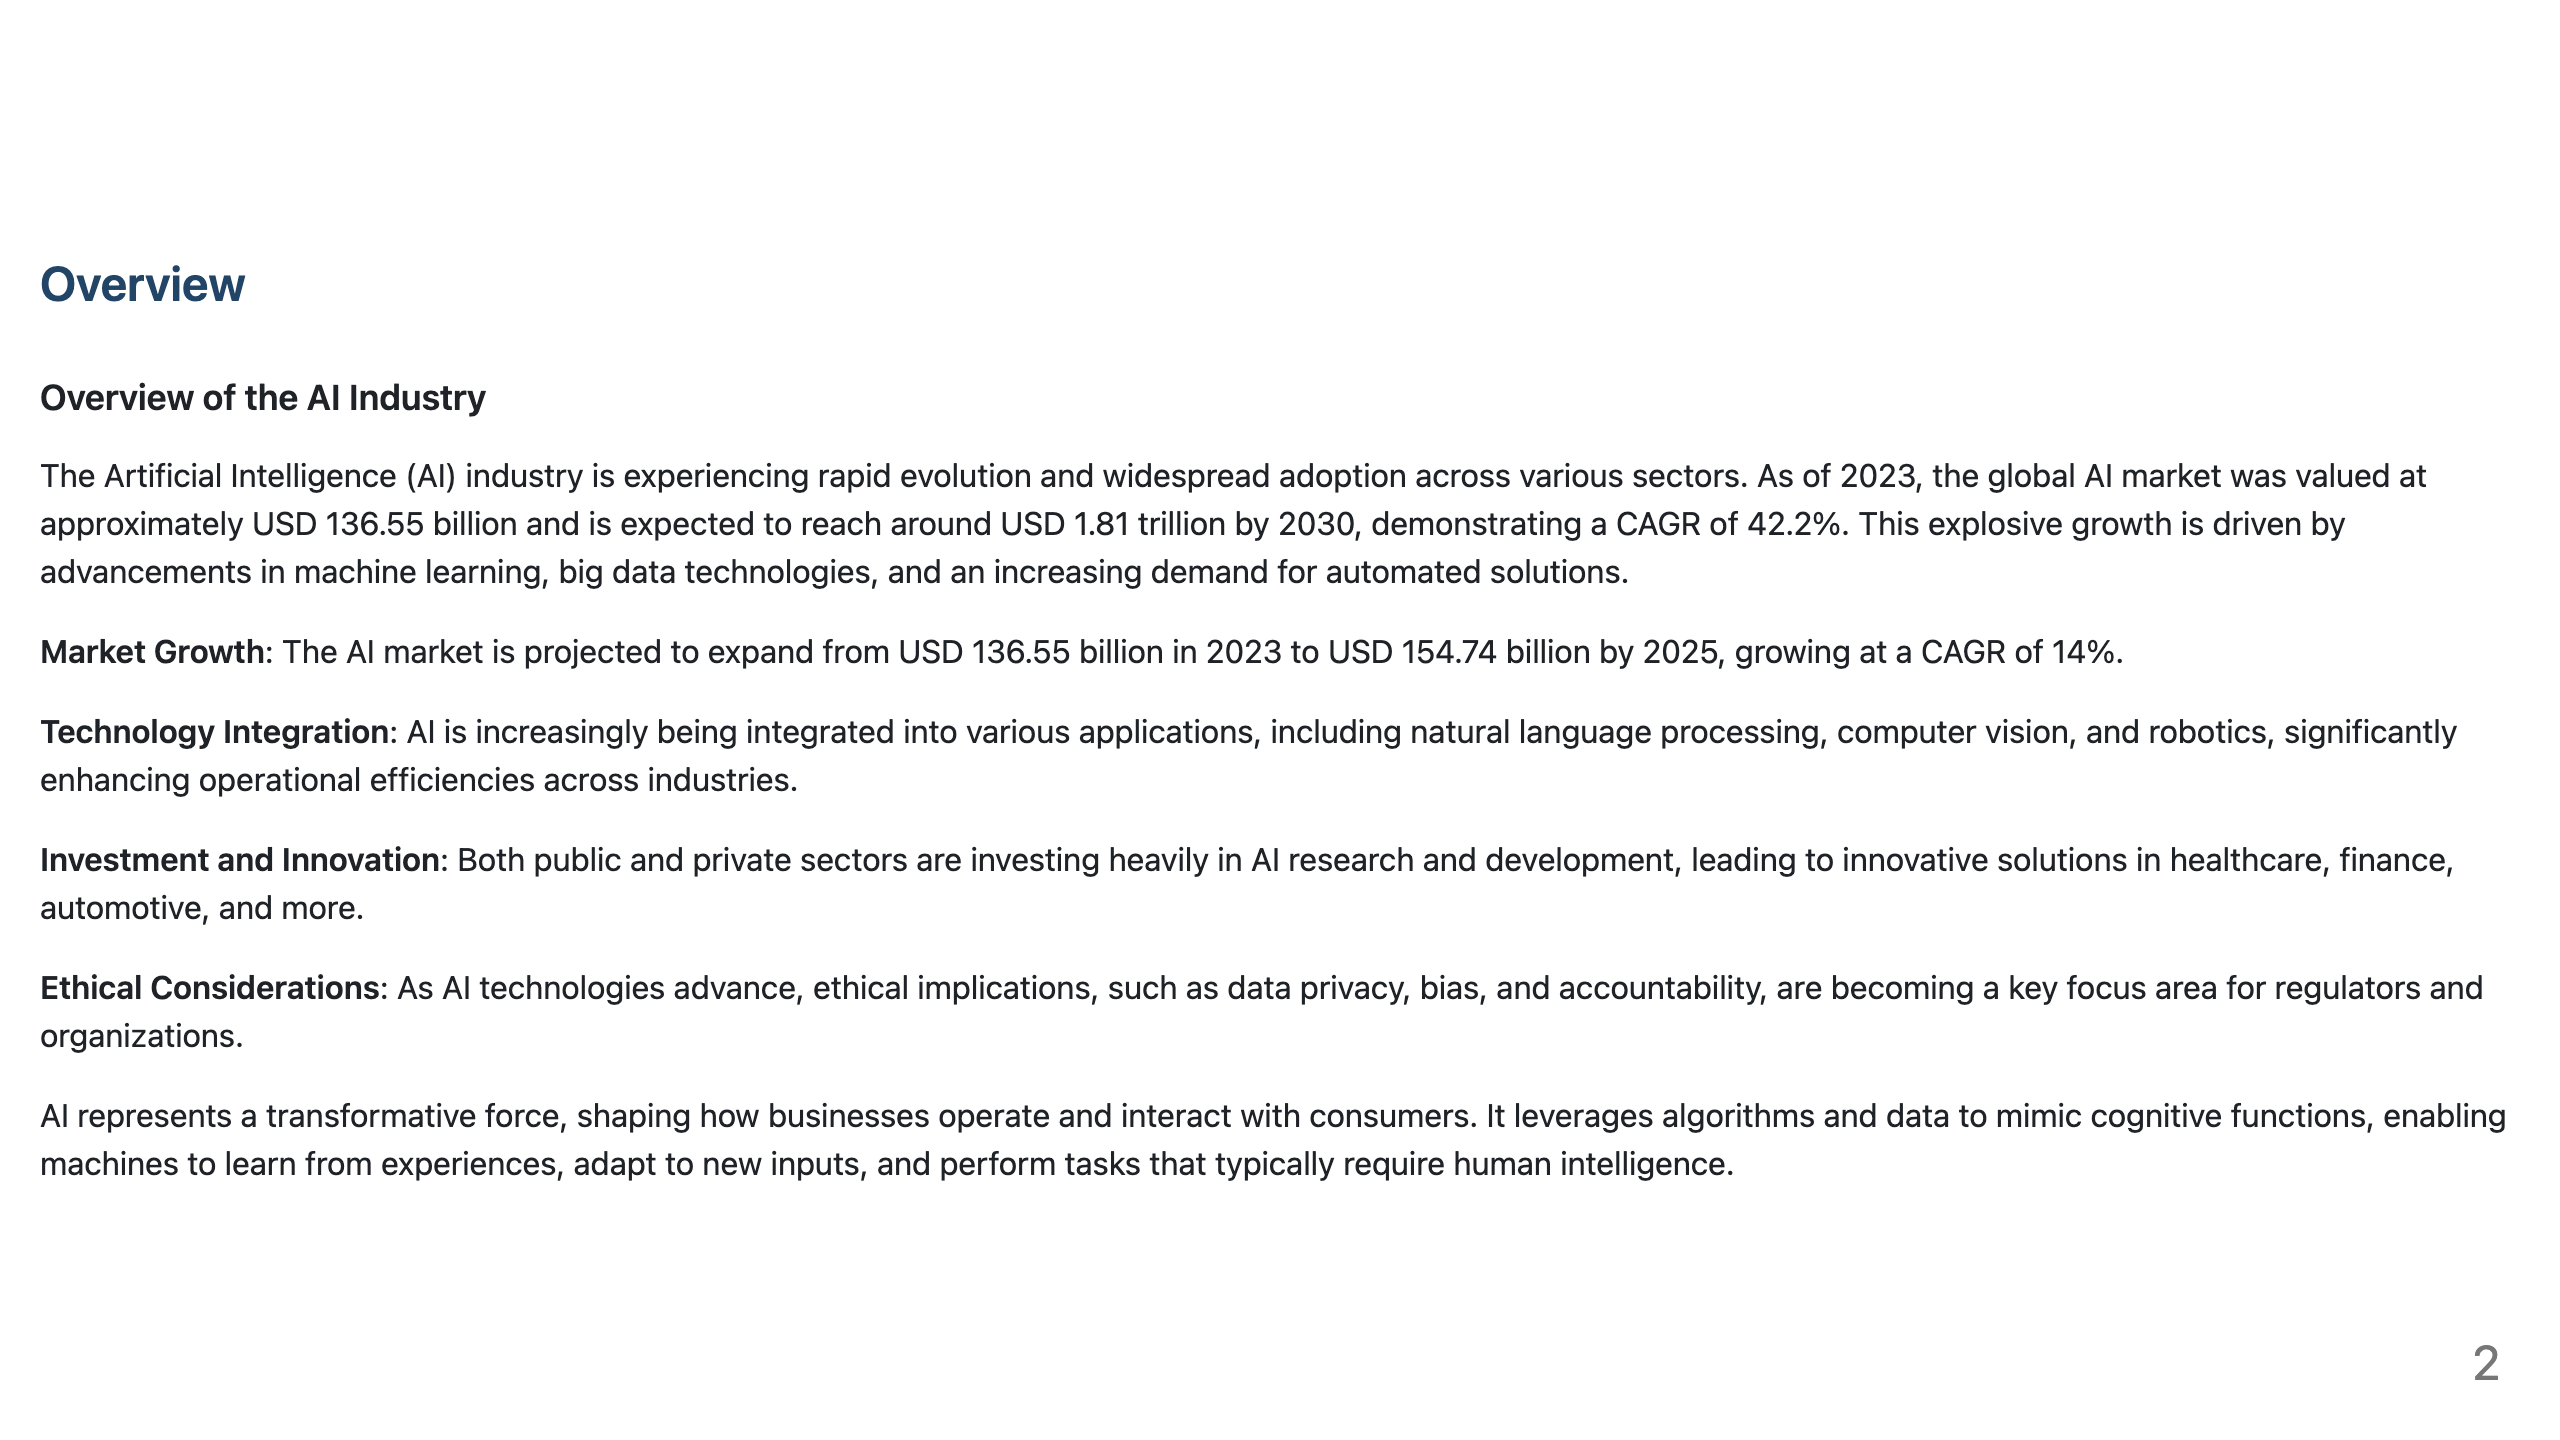 Overview
Overview of the AI Industry
The Artificial Intelligence (AI) industry is experiencing rapid evolution and widespread adoption across various sectors. As of 2023, the global AI market was valued at
approximately USD 136.55 billion and is expected to reach around USD 1.81 trillion by 2030, demonstrating a CAGR of 42.2%. This explosive growth is driven by
advancements in machine learning, big data technologies, and an increasing demand for automated solutions.
Market Growth: The AI market is projected to expand from USD 136.55 billion in 2023 to USD 154.74 billion by 2025, growing at a CAGR of 14%.
Technology Integration: AI is increasingly being integrated into various applications, including natural language processing, computer vision, and robotics, significantly
enhancing operational efficiencies across industries.
Investment and Innovation: Both public and private sectors are investing heavily in AI research and development, leading to innovative solutions in healthcare, finance,
automotive, and more.
Ethical Considerations: As AI technologies advance, ethical implications, such as data privacy, bias, and accountability, are becoming a key focus area for regulators and
organizations.
AI represents a transformative force, shaping how businesses operate and interact with consumers. It leverages algorithms and data to mimic cognitive functions, enabling
machines to learn from experiences, adapt to new inputs, and perform tasks that typically require human intelligence.
2